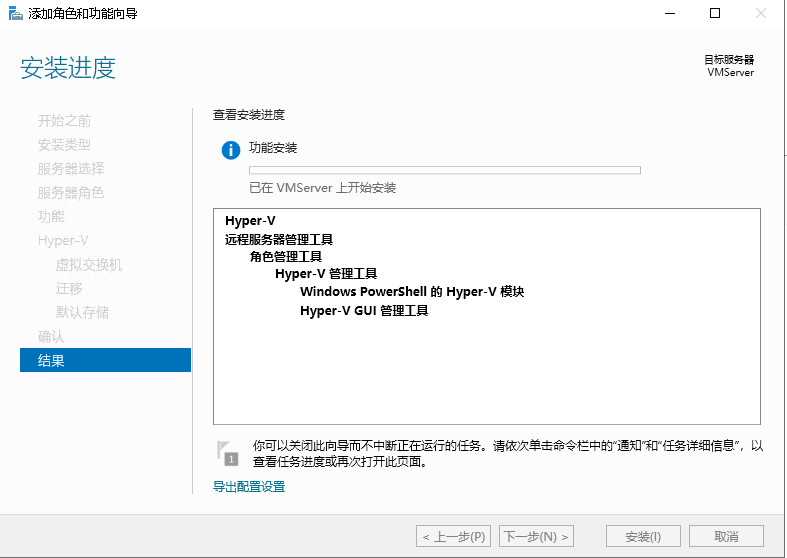 添加角色和功能向导
安装进度
目标服务器
VMServer
开始之前
安装类型
服务器选择
服务器角色
功能
Hyper-V
虚拟交换机
迁移
默认存储
确认
结果
查看安装进度
功能安装
已在 VMServer 上开始安装
Hyper-V
远程服务器管理工具
角色管理工具
Hyper-V 管理工具
Windows PowerShell 的 Hyper-V 模块
Hyper-V GUI 管理工具
1
你可以关闭此向导而不中断正在运行的任务。请依次单击命令栏中的“通知”和“任务详细信息”，以
查看任务进度或再次打开此页面。
导出配置设置
< 上一步(P)
下一步(N) >
安装(I)
取消